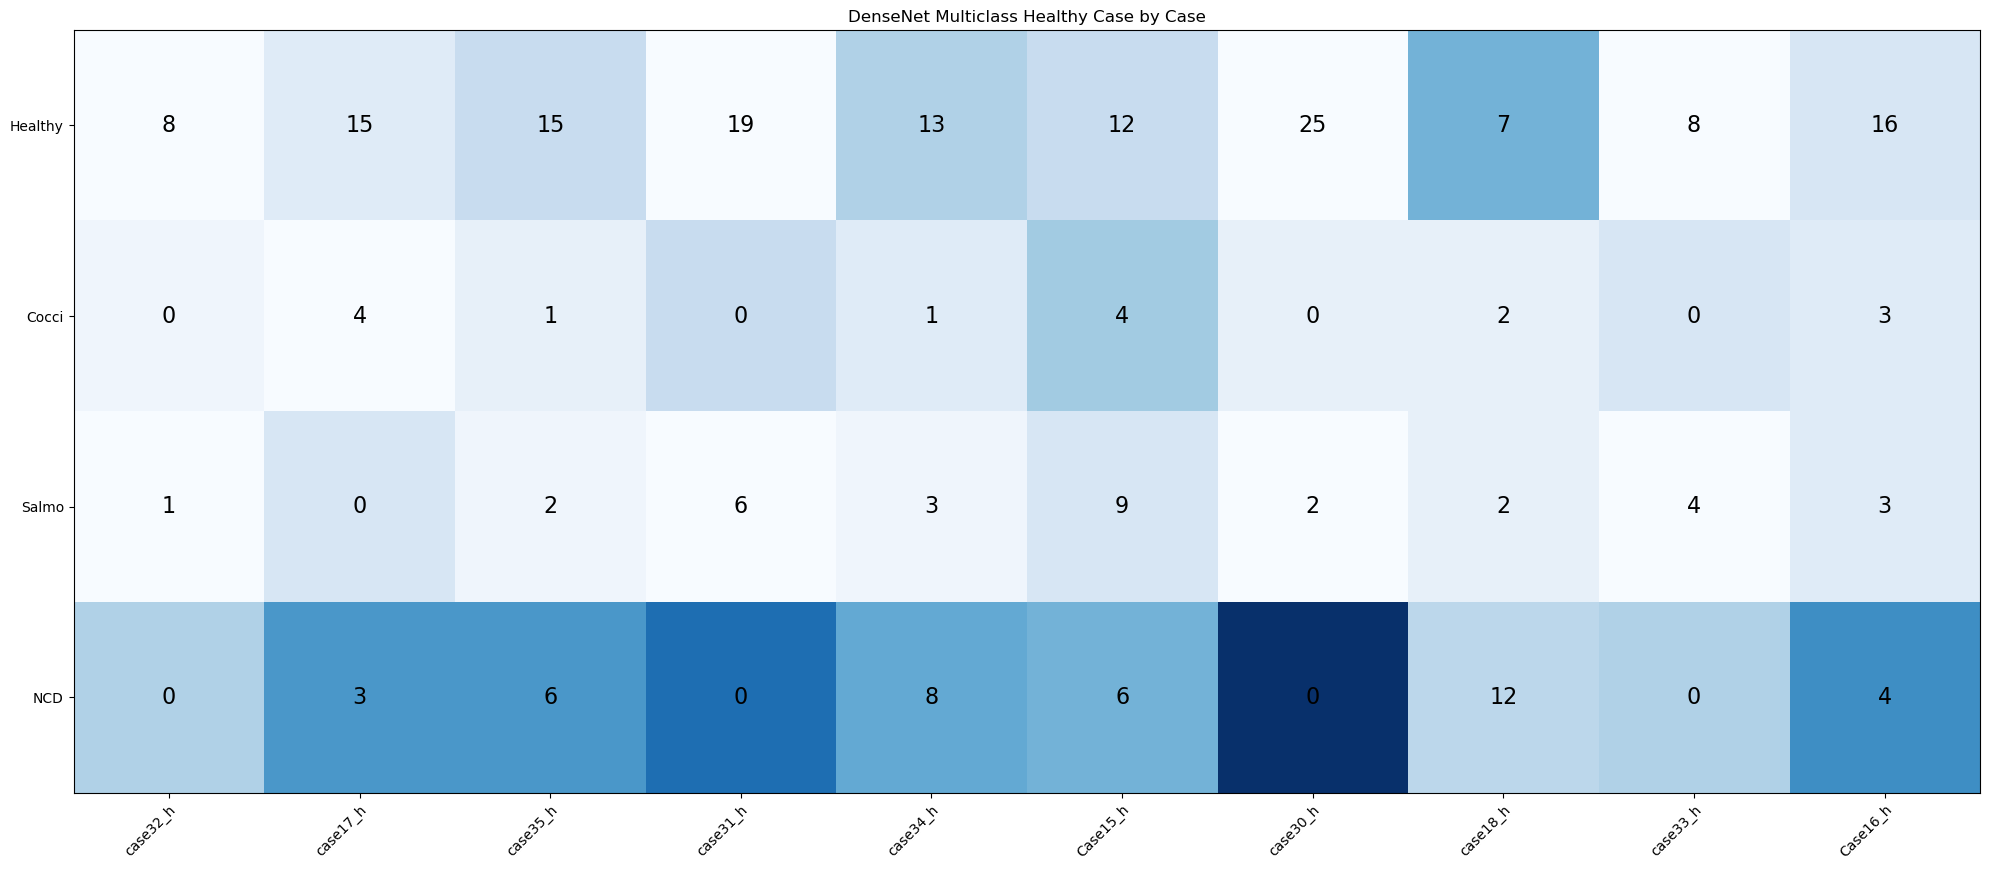 DenseNet Multiclass Healthy Case by Case
Healthy 8 15 15 19 13 12 25 7 8 16
Cocci 0 4 1 0 1 4 0 2 0 3
Salmo 1 0 2 6 3 9 2 2 4 3
NCD 0 3 6 0 8 6 0 12 0 4
case32_h case17_h case35_h case31_h case34_h Case15_h case30_h case18_h case33_h Case16_h